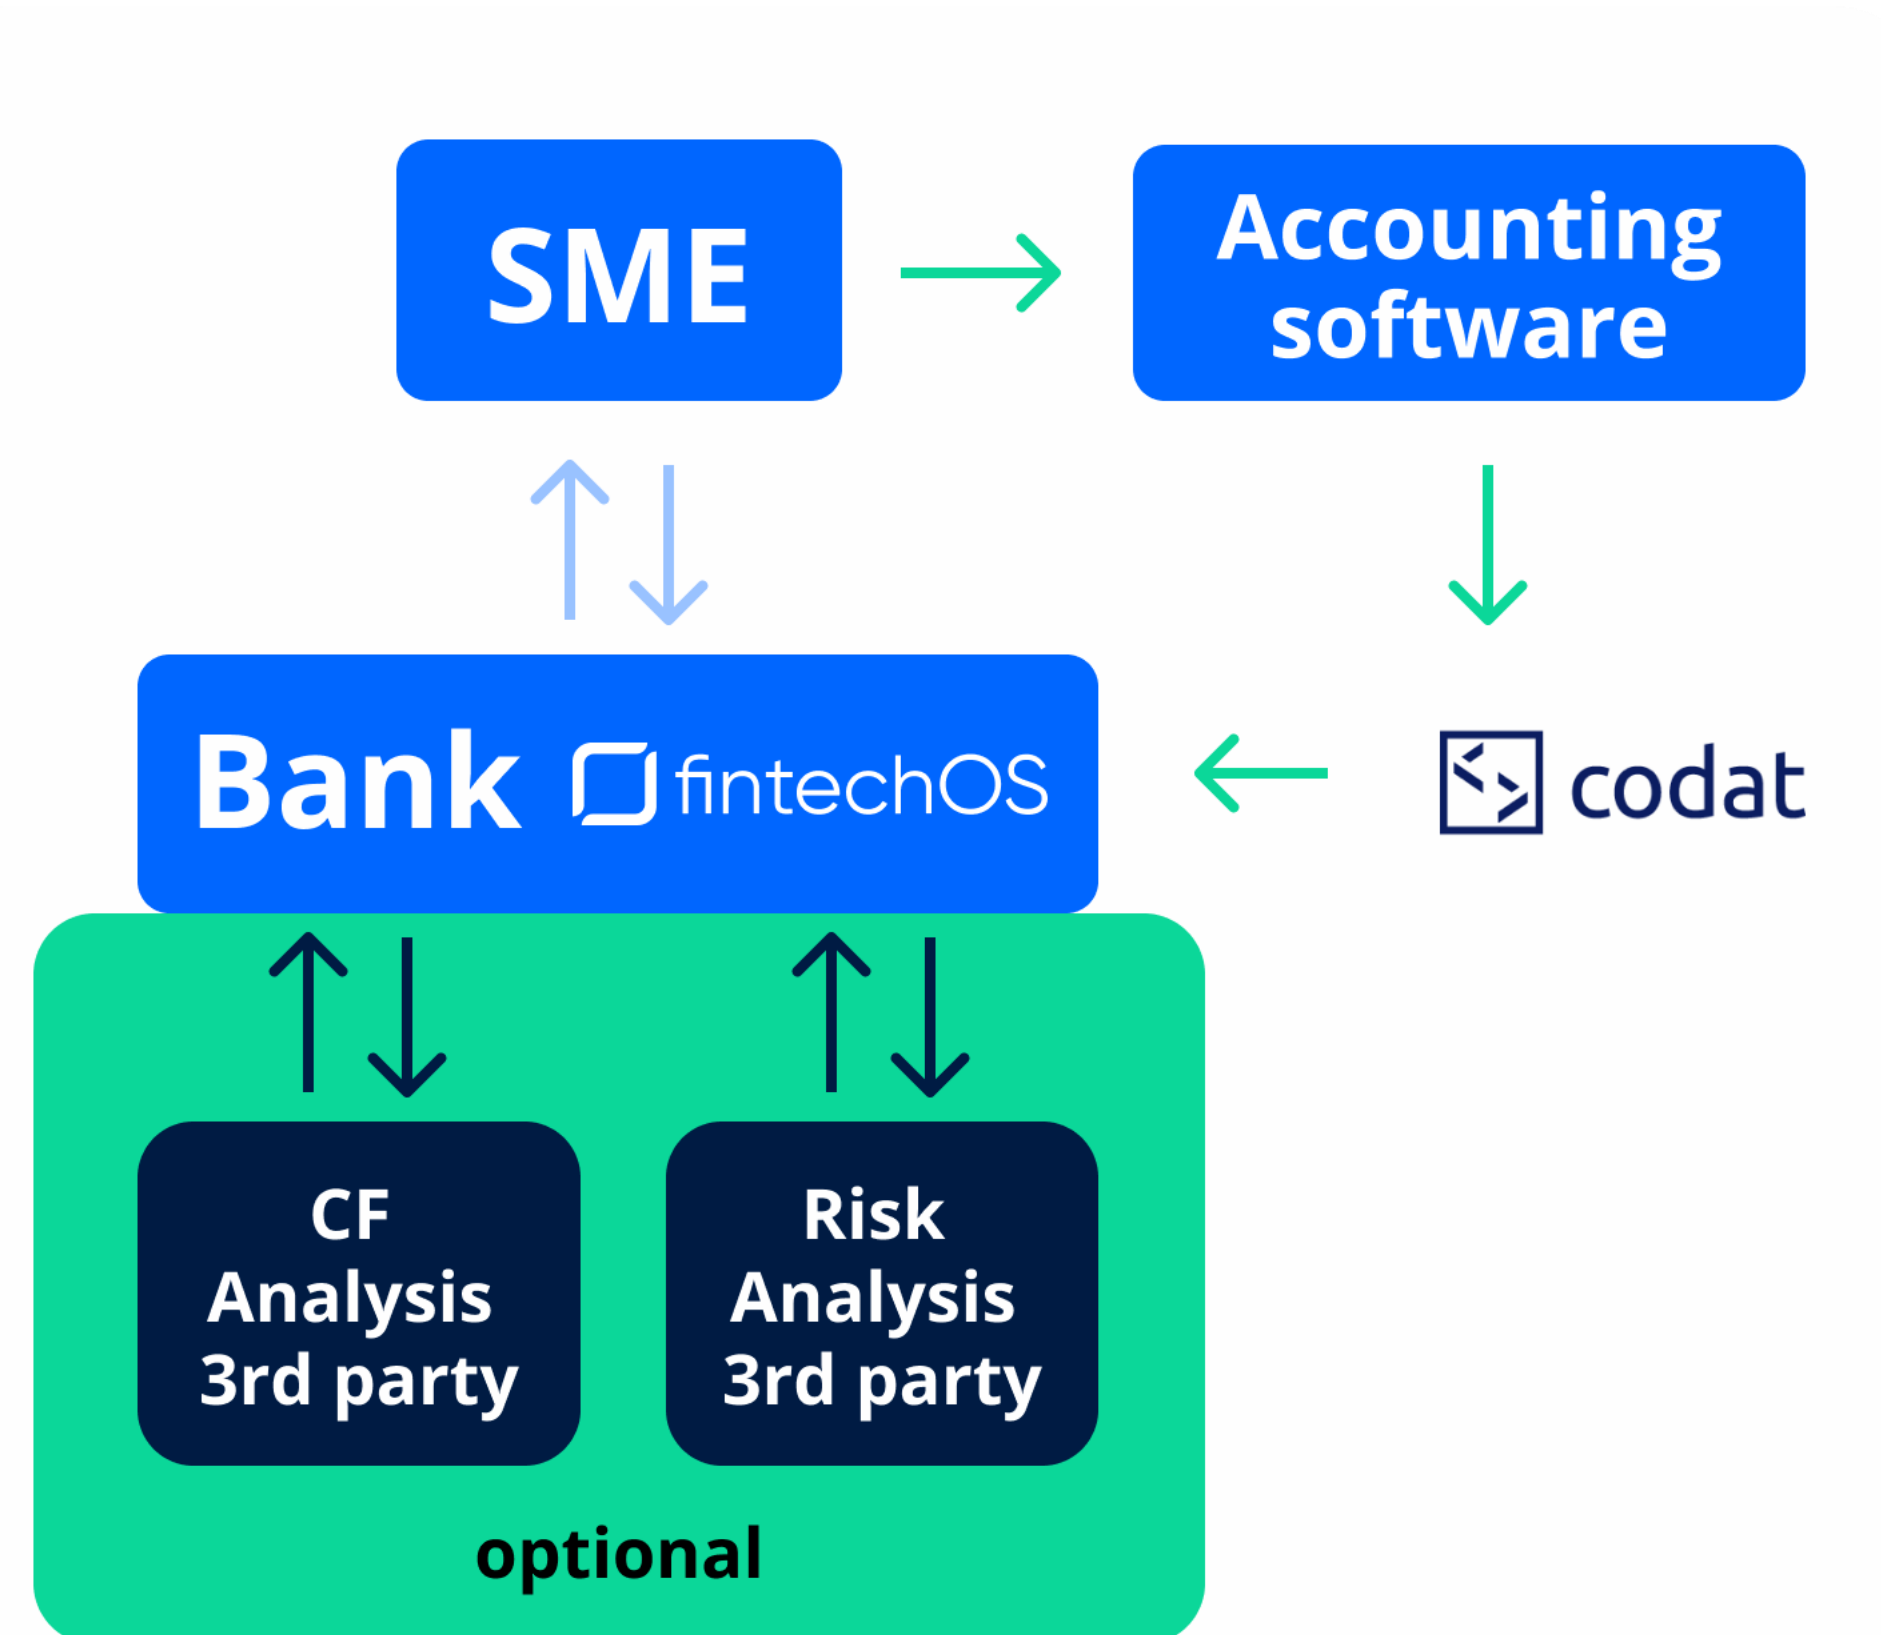 SME
Accounting
software
Bank fintechOS
codat
CF
Analysis
3rd party
Risk
Analysis
3rd party
optional